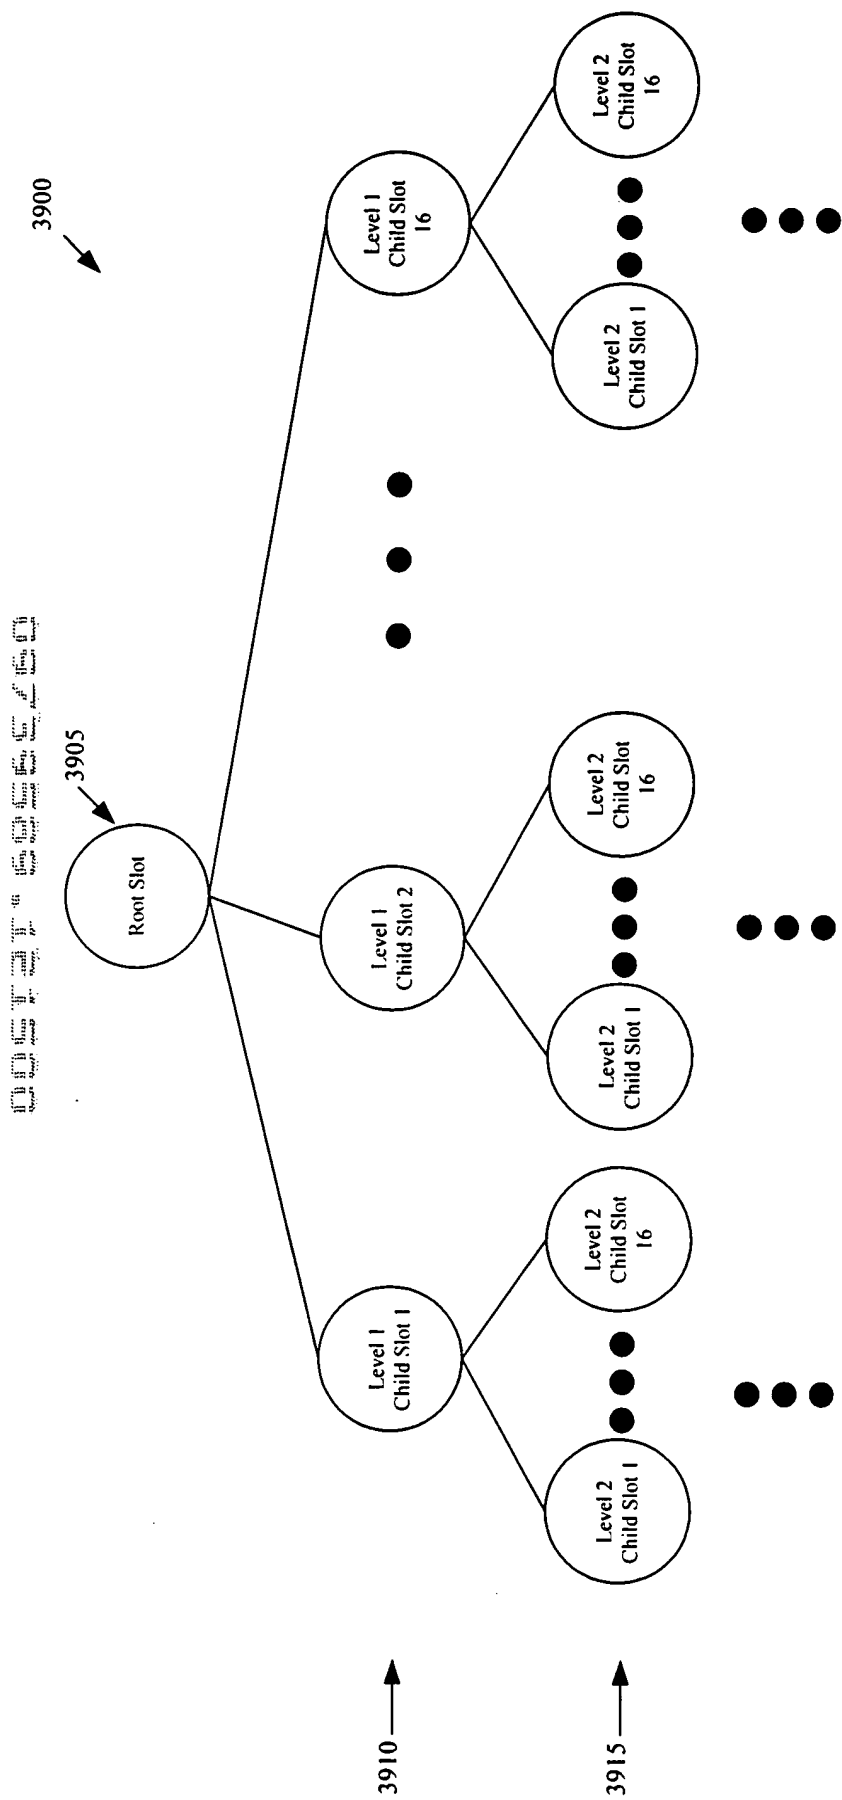 3900
3905
Root Slot
3910
Level 1
Child Slot 1
Level 1
Child Slot 2
Level 1
Child Slot
16
3915
Level 2
Child Slot 1
Level 2
Child Slot
16
Level 2
Child Slot 1
Level 2
Child Slot
16
Level 2
Child Slot 1
Level 2
Child Slot
16